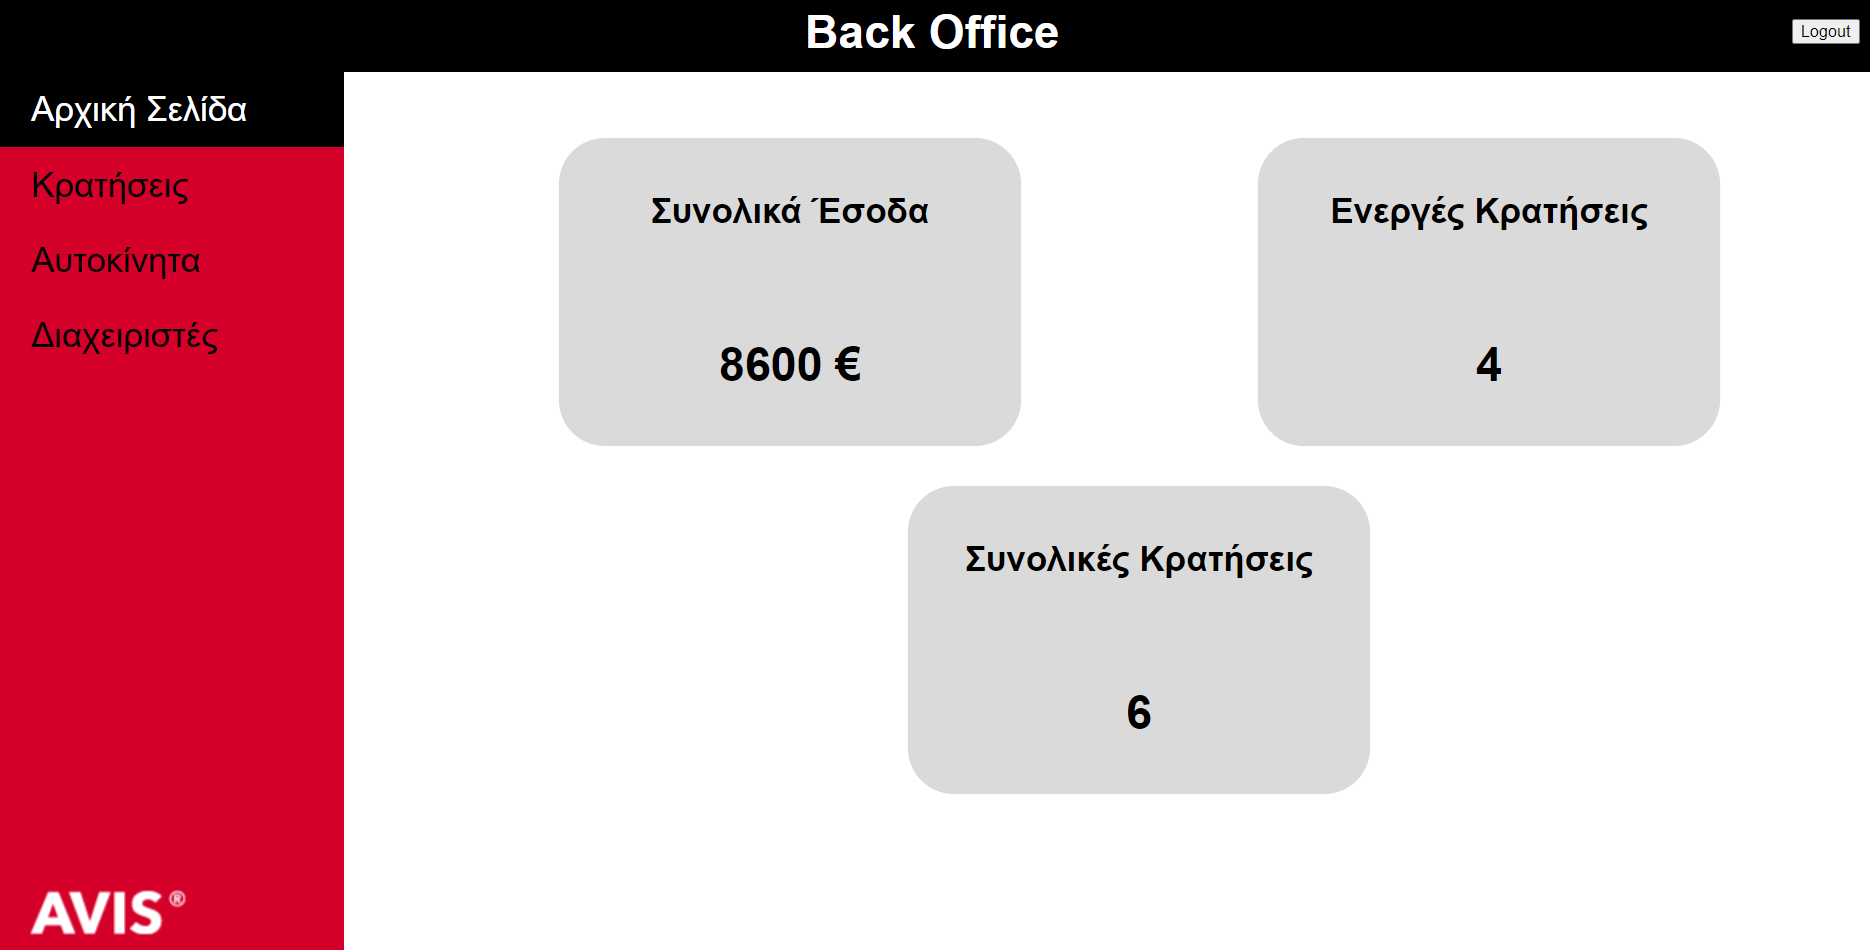 Back Office
Logout
Αρχική Σελίδα
Κρατήσεις
Αυτοκίνητα
Διαχειριστές
Συνολικά Έσοδα
8600 €
Ενεργές Κρατήσεις
4
Συνολικές Κρατήσεις
6
AVIS®